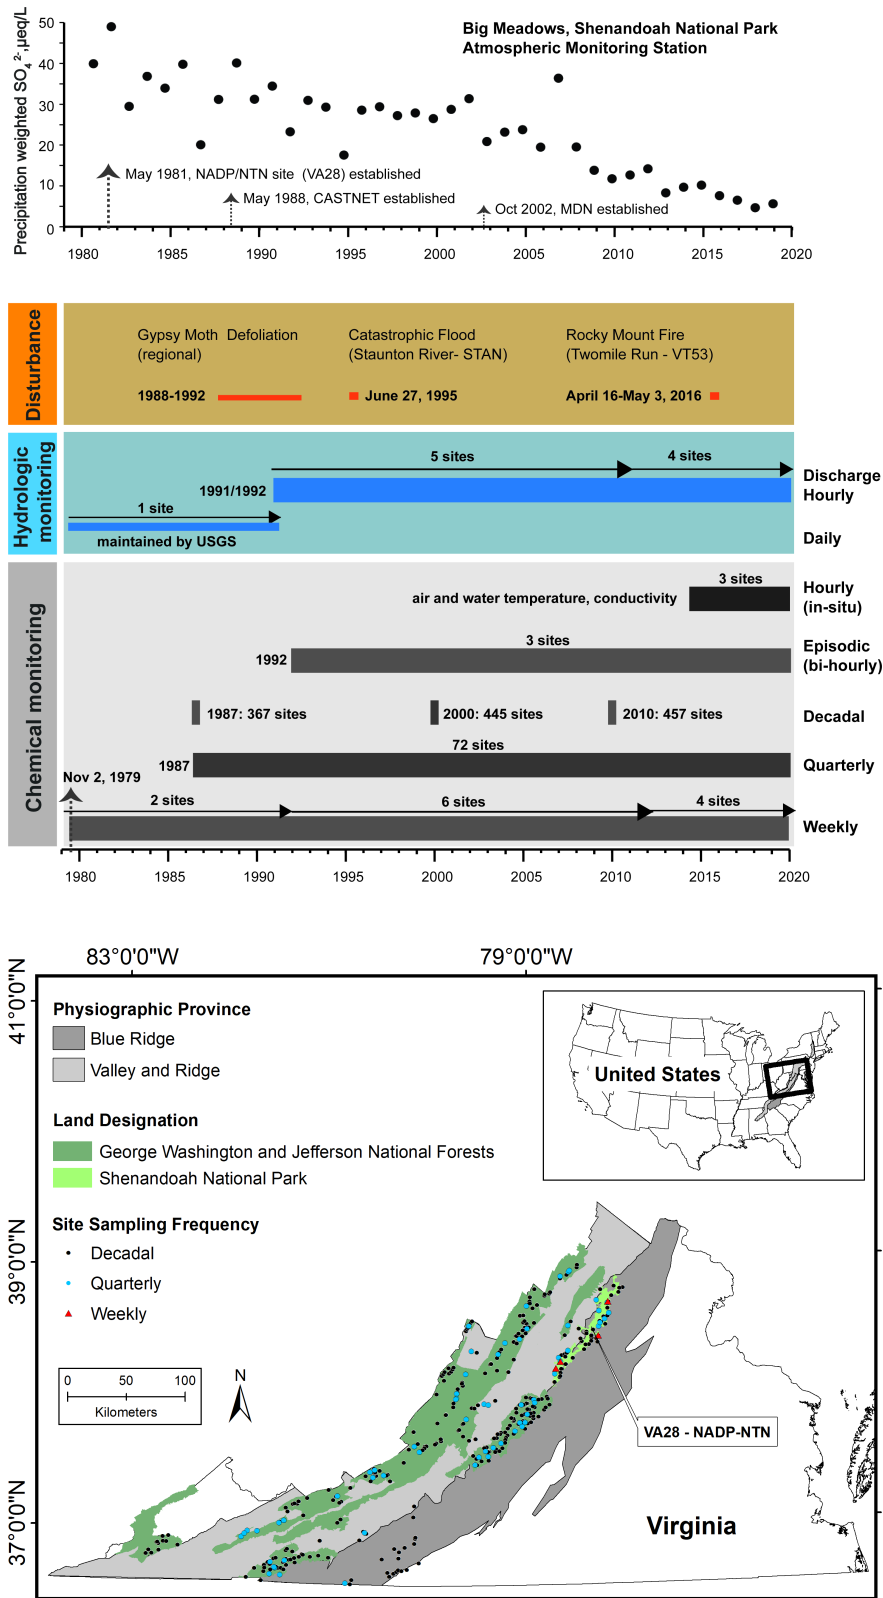 Big Meadows, Shenandoah National Park
Atmospheric Monitoring Station
Precipitation weighted SO₄ ²⁻,µeq/L
50
40
30
20
10
0
May 1981, NADP/NTN site (VA28) established
May 1988, CASTNET established
Oct 2002, MDN established
1980 1985 1990 1995 2000 2005 2010 2015 2020
Disturbance
Gypsy Moth Defoliation
(regional)
1988-1992
Catastrophic Flood
(Staunton River- STAN)
June 27, 1995
Rocky Mount Fire
(Twomile Run - VT53)
April 16-May 3, 2016
Hydrologic
monitoring
5 sites
4 sites
1991/1992
Discharge
Hourly
1 site
maintained by USGS
Daily
Chemical monitoring
3 sites
air and water temperature, conductivity
Hourly
(in-situ)
3 sites
1992
Episodic
(bi-hourly)
1987: 367 sites
2000: 445 sites
2010: 457 sites
Decadal
72 sites
1987
Quarterly
Nov 2, 1979
2 sites
6 sites
4 sites
Weekly
1980 1985 1990 1995 2000 2005 2010 2015 2020
83°0'0"W
79°0'0"W
41°0'0"N
39°0'0"N
37°0'0"N
Physiographic Province
Blue Ridge
Valley and Ridge
Land Designation
George Washington and Jefferson National Forests
Shenandoah National Park
Site Sampling Frequency
Decadal
Quarterly
Weekly
United States
0 50 100
Kilometers
N
VA28 - NADP-NTN
Virginia